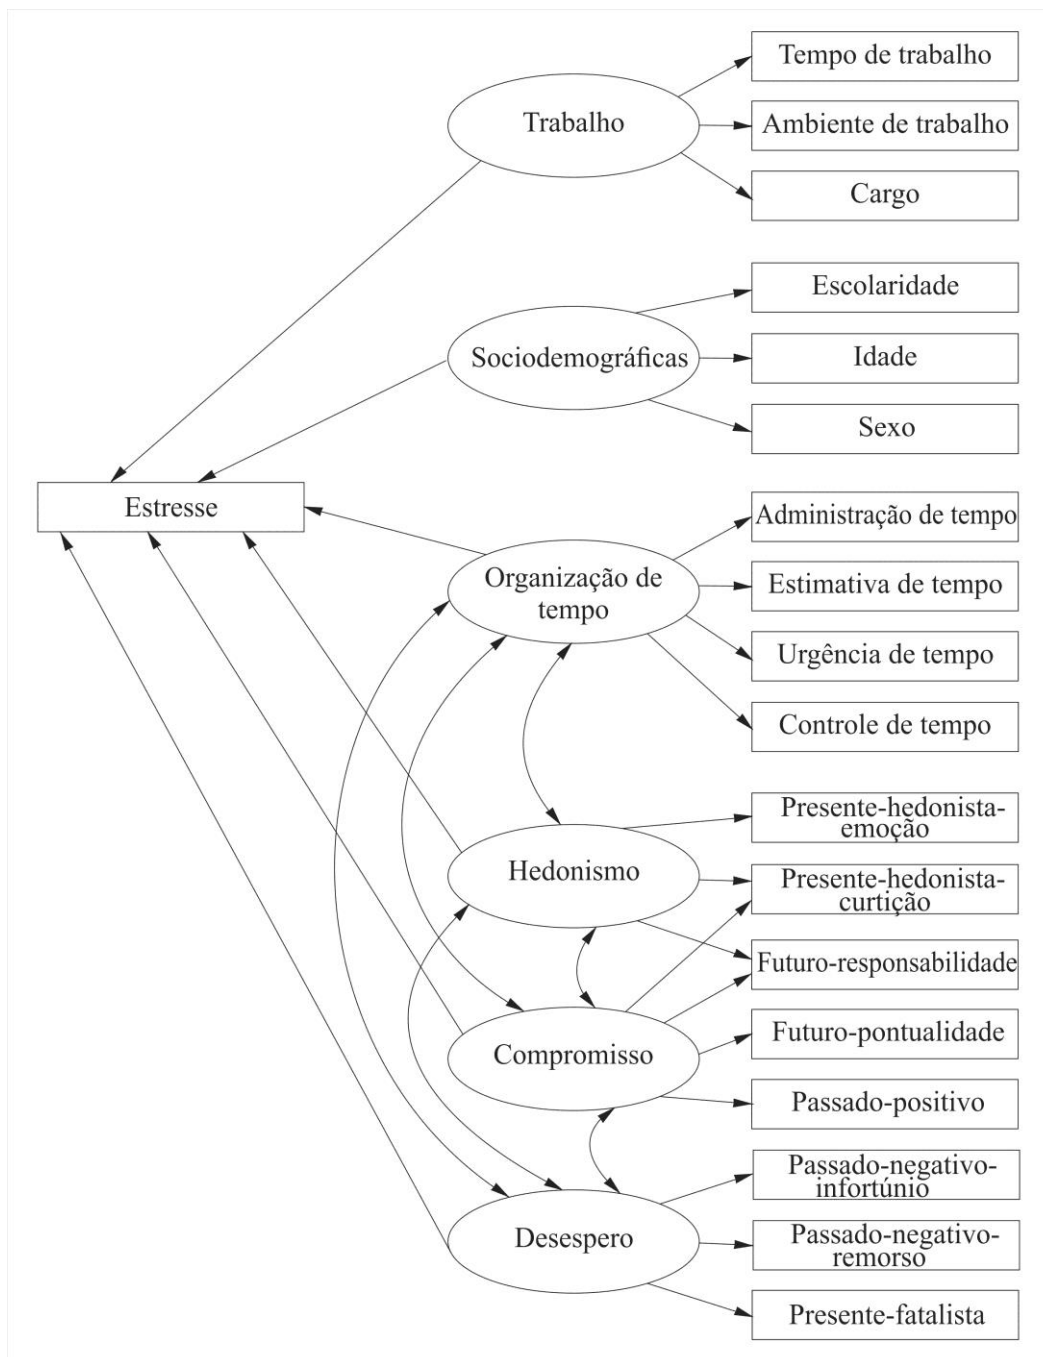 Tempo de trabalho
Trabalho
Ambiente de trabalho
Cargo
Escolaridade
Sociodemográficas
Idade
Sexo
Estresse
Administração de tempo
Organização de
tempo
Estimativa de tempo
Urgência de tempo
Controle de tempo
Presente-hedonista-
emoção
Hedonismo
Presente-hedonista-
curtição
Futuro-responsabilidade
Futuro-pontualidade
Compromisso
Passado-positivo
Passado-negativo-
infortúnio
Desespero
Passado-negativo-
remorso
Presente-fatalista